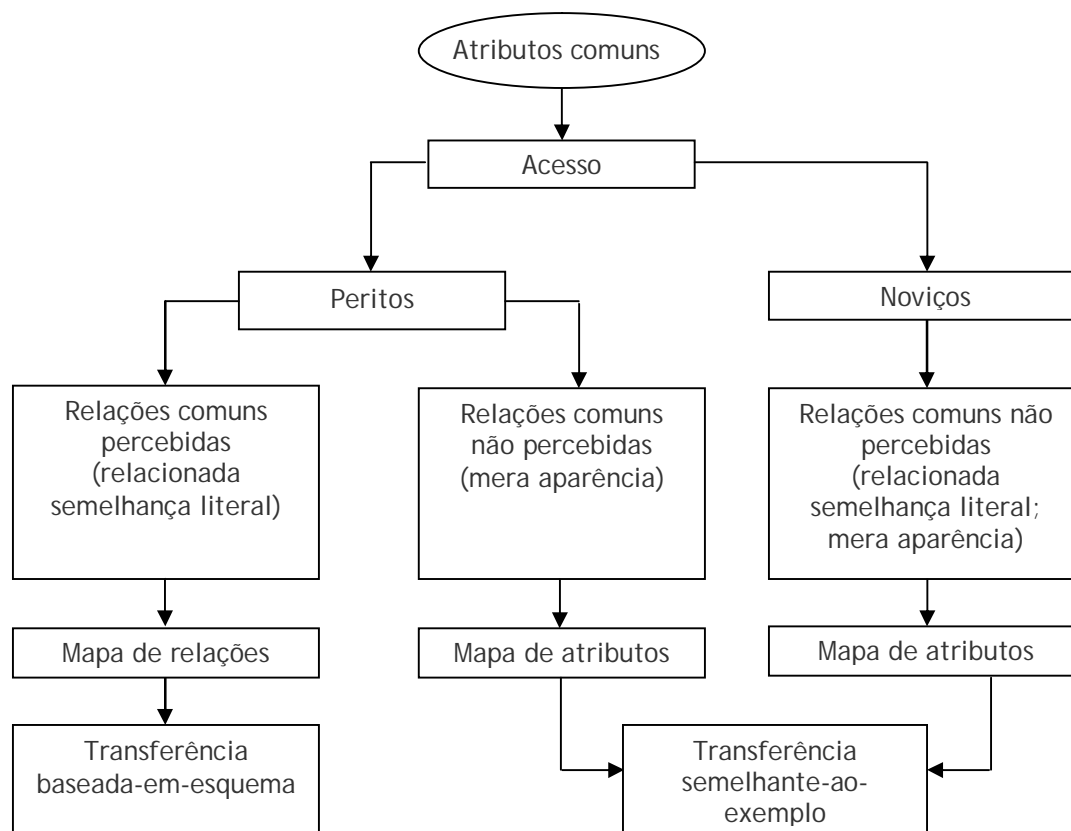 Atributos comuns
Acesso
Peritos
Noviços
Relações comuns
percebidas
(relacionada
semelhança literal)
Relações comuns
não percebidas
(mera aparência)
Relações comuns não
percebidas
(relacionada
semelhança literal;
mera aparência)
Mapa de relações
Mapa de atributos
Mapa de atributos
Transferência
baseada-em-esquema
Transferência
semelhante-ao-
exemplo